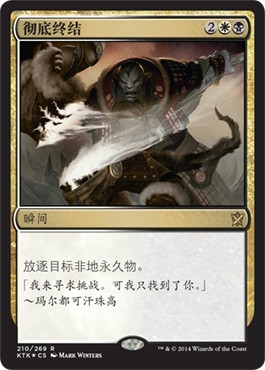 彻底终结 2
瞬间
放逐目标非地永久物。
「我来寻求挑战。可我只找到了你。」
～玛尔都可汗珠高
210/269 R
KTK ★ CS MARK WINTERS
™ & © 2014 Wizards of the Coast